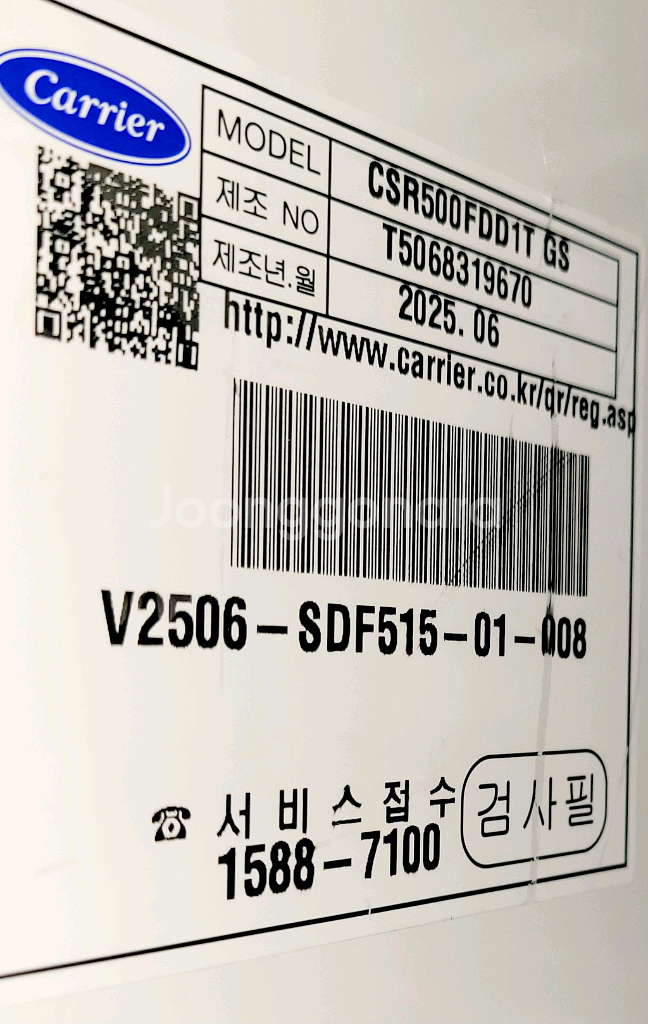 Carrier
MODEL CSR500FDD1T GS
제조 NO T5068319670
제조년.월 2025. 06
http://www.carrier.co.kr/qr/reg.asp
Joonggonara
V2506-SDF515-01-008
☎ 서비스접수 검사필
1588-7100